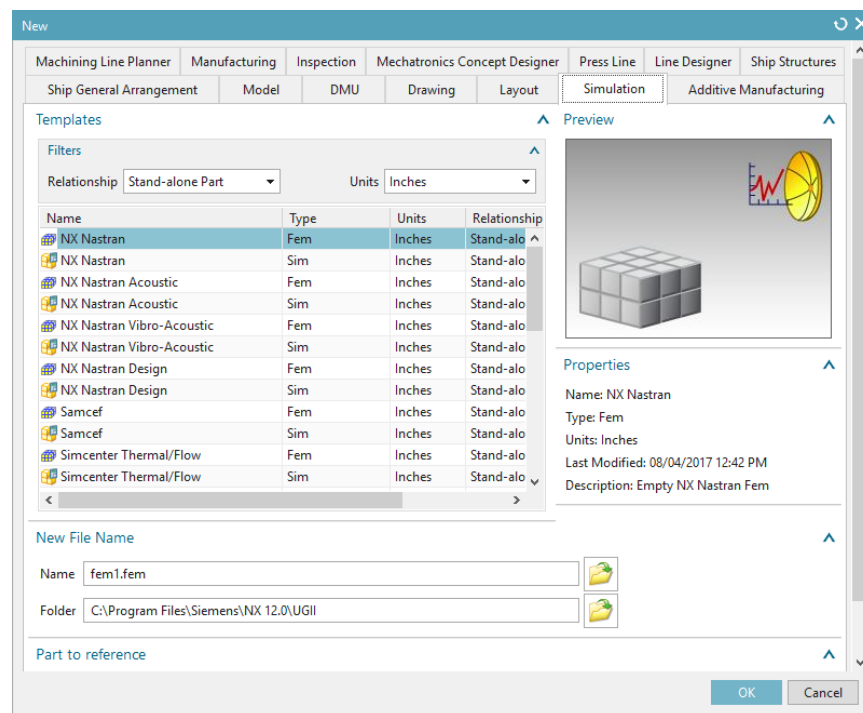 New
Machining Line Planner Manufacturing Inspection Mechatronics Concept Designer Press Line Line Designer Ship Structures
Ship General Arrangement Model DMU Drawing Layout Simulation Additive Manufacturing
Templates
Filters
Relationship Stand-alone Part Units Inches
Name Type Units Relationship
NX Nastran Fem Inches Stand-alo
NX Nastran Sim Inches Stand-alo
NX Nastran Acoustic Fem Inches Stand-alo
NX Nastran Acoustic Sim Inches Stand-alo
NX Nastran Vibro-Acoustic Fem Inches Stand-alo
NX Nastran Vibro-Acoustic Sim Inches Stand-alo
NX Nastran Design Fem Inches Stand-alo
NX Nastran Design Sim Inches Stand-alo
Samcef Fem Inches Stand-alo
Samcef Sim Inches Stand-alo
Simcenter Thermal/Flow Fem Inches Stand-alo
Simcenter Thermal/Flow Sim Inches Stand-alo
Preview
Properties
Name: NX Nastran
Type: Fem
Units: Inches
Last Modified: 08/04/2017 12:42 PM
Description: Empty NX Nastran Fem
New File Name
Name fem1.fem
Folder C:\Program Files\Siemens\NX 12.0\UGII
Part to reference
OK Cancel